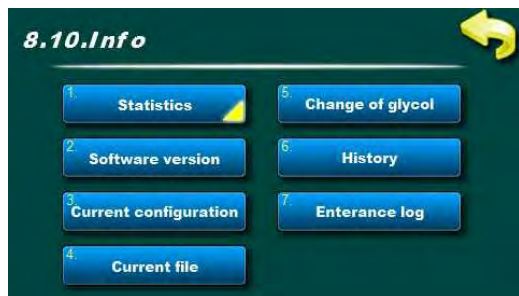 8.10.Info
1.
Statistics
2.
Software version
3.
Current configuration
4.
Current file
5.
Change of glycol
6.
History
7.
Enterance log